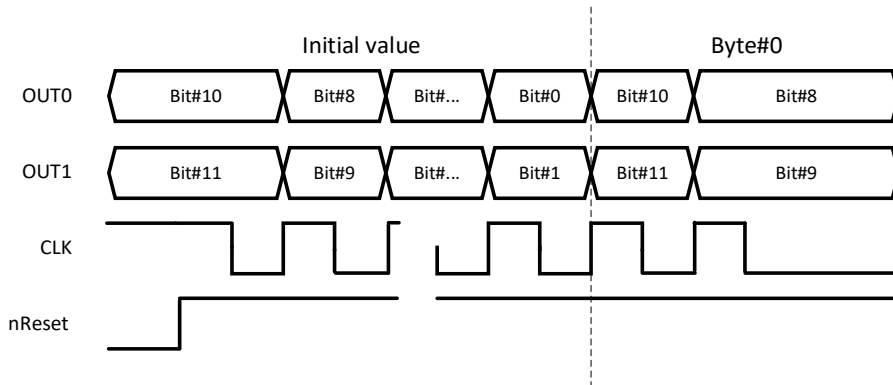 Initial value Byte#0
OUT0 Bit#10 Bit#8 Bit#... Bit#0 Bit#10 Bit#8
OUT1 Bit#11 Bit#9 Bit#... Bit#1 Bit#11 Bit#9
CLK
nReset